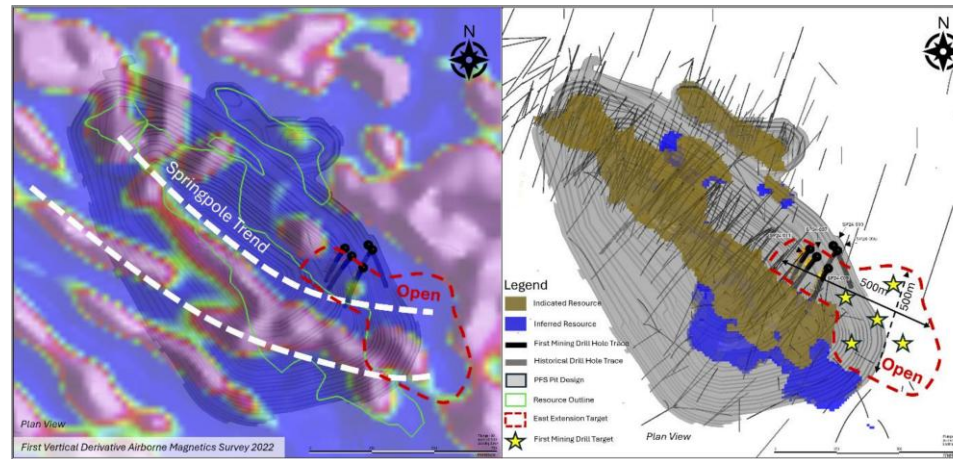 N
Springpole Trend
Open
Plan View
First Vertical Derivative Airborne Magnetics Survey 2022
N
500m
500m
Open
Legend
Indicated Resource
Inferred Resource
First Mining Drill Hole Trace
Historical Drill Hole Trace
PFS Pit Design
Resource Outline
East Extension Target
First Mining Drill Target
Plan View